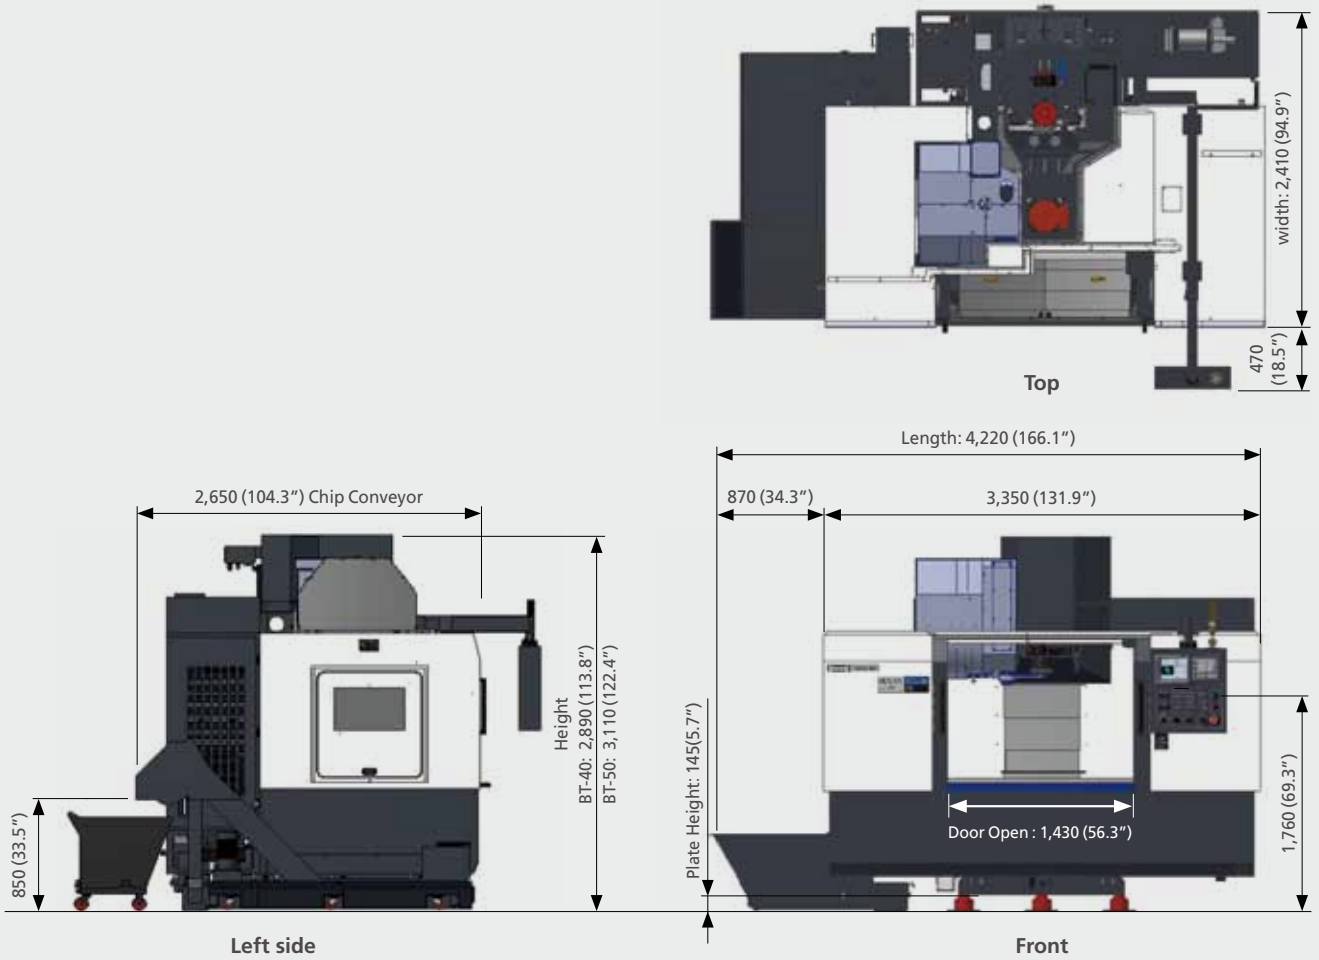 width: 2,410 (94.9”)
470
(18.5”)
Top
Length: 4,220 (166.1”)
2,650 (104.3”) Chip Conveyor
870 (34.3”)
3,350 (131.9”)
Height
BT-40: 2,890 (113.8”)
BT-50: 3,110 (122.4”)
850 (33.5”)
Plate Height: 145(5.7”)
Door Open : 1,430 (56.3”)
1,760 (69.3”)
Left side
Front